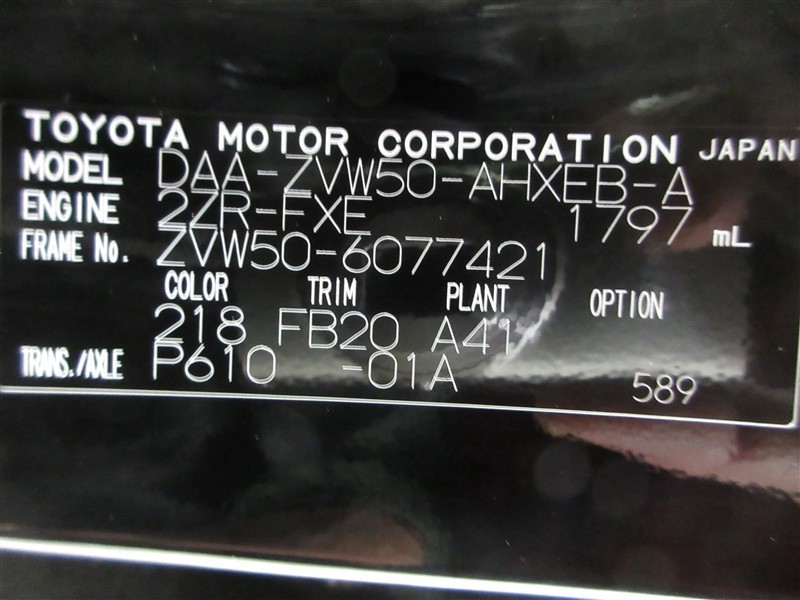 TOYOTA MOTOR CORPORATION JAPAN
MODEL DAA-ZVW50-AHXEB-A
ENGINE 2ZR-FXE 1797 mL
FRAME No. ZVW50-6077421
COLOR TRIM PLANT OPTION
218 FB20 A41
TRANS./AXLE P610 -01A 589